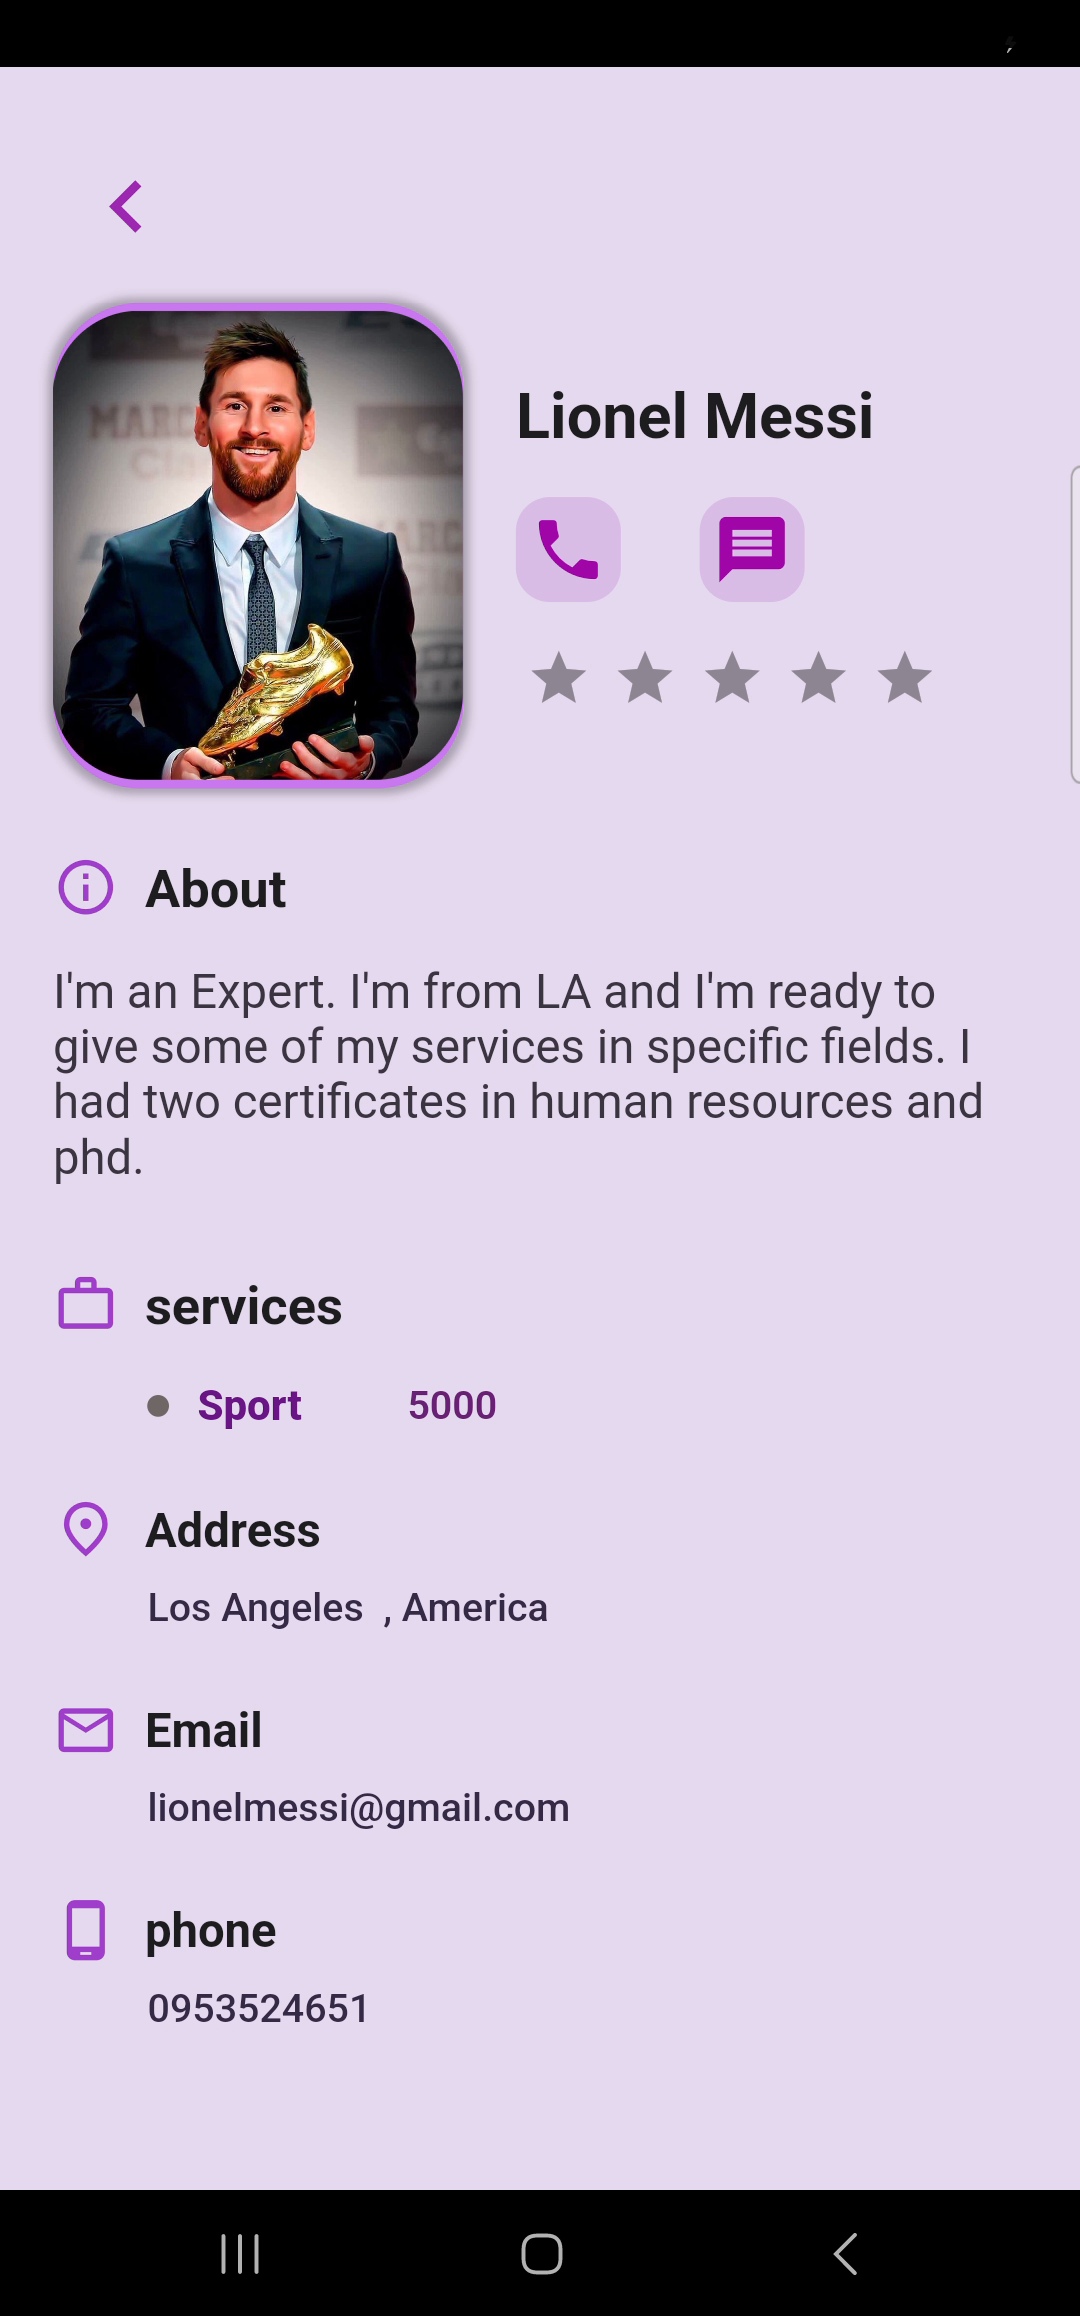 Lionel Messi
About
I'm an Expert. I'm from LA and I'm ready to
give some of my services in specific fields. I
had two certificates in human resources and
phd.
services
Sport 5000
Address
Los Angeles , America
Email
lionelmessi@gmail.com
phone
0953524651